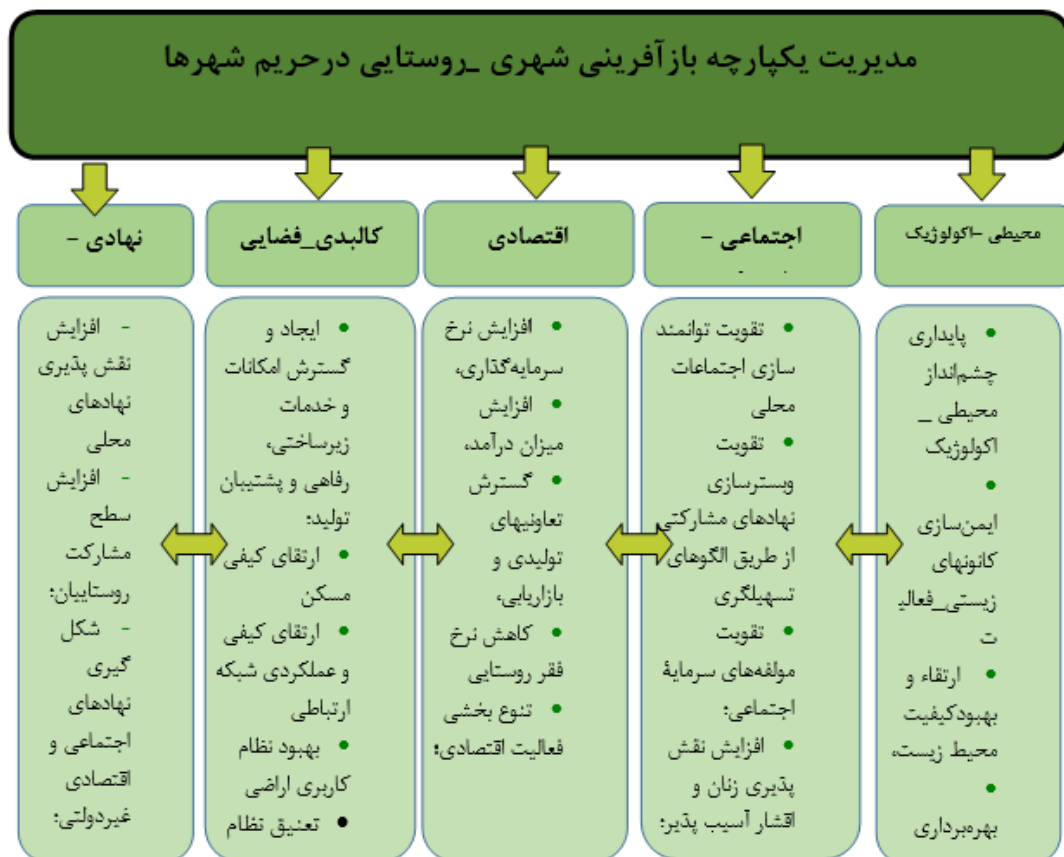 مدیریت یکپارچه بازآفرینی شهری _روستایی درحریم شهرها
محیطی –اکولوژیک
اجتماعی -
اقتصادی
کالبدی_فضایی
نهادی -
• پایداری
چشم‌انداز
محیطی _
اکولوژیک
•
ایمن‌سازی
کانونهای
زیستی_فعالی
ت
• ارتقاء و
بهبودکیفیت
محیط زیست،
•
بهره‌برداری
• تقویت توانمند
سازی اجتماعات
محلی
• تقویت
وبسترسازی
نهادهای مشارکتی
از طریق الگوهای
تسهیلگری
• تقویت
مولفه‌های سرمایۀ
اجتماعی؛
• افزایش نقش
پذیری زنان و
اقشار آسیب پذیر؛
• افزایش نرخ
سرمایه‌گذاری،
• افزایش
میزان درآمد،
• گسترش
تعاونیهای
تولیدی و
بازاریابی،
• کاهش نرخ
فقر روستایی
• تنوع بخشی
فعالیت اقتصادی؛
• ایجاد و
گسترش امکانات
و خدمات
زیرساختی،
رفاهی و پشتیبان
تولید؛
• ارتقای کیفی
مسکن
• ارتقای کیفی
و عملکردی شبکه
ارتباطی
• بهبود نظام
کاربری اراضی
• تعنیق نظام
- افزایش
نقش پذیری
نهادهای
محلی
- افزایش
سطح
مشارکت
روستاییان؛
- شکل
گیری
نهادهای
اجتماعی و
اقتصادی
غیردولتی؛